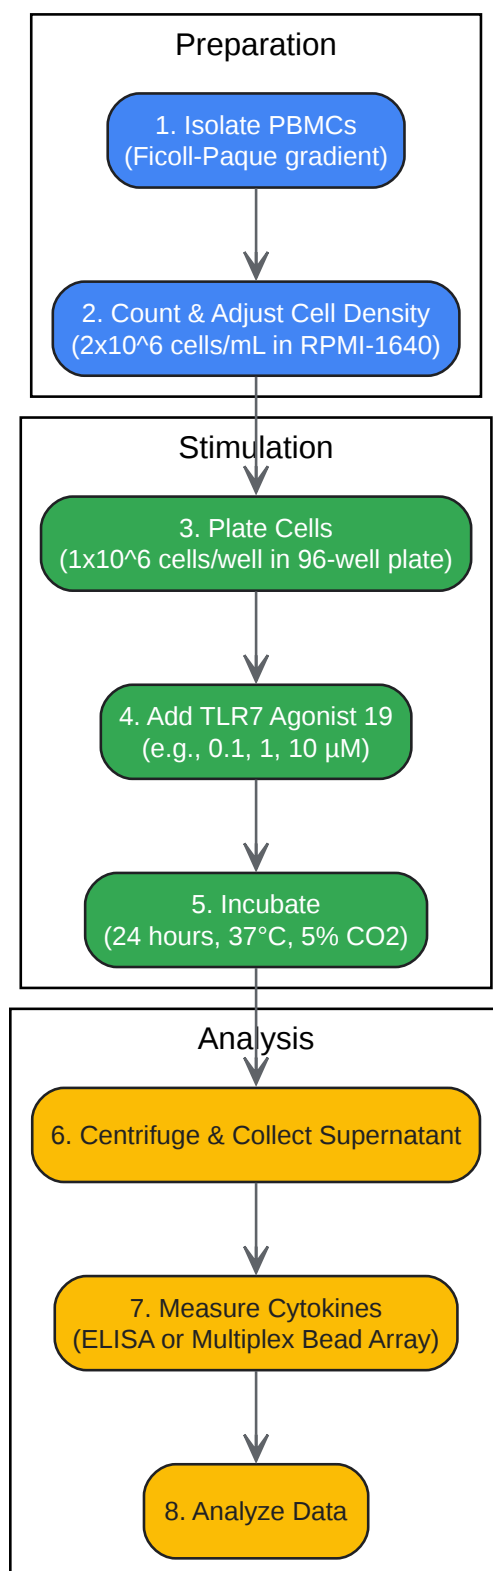 Preparation
1. Isolate PBMCs
(Ficoll-Paque gradient)
2. Count & Adjust Cell Density
(2x10^6 cells/mL in RPMI-1640)
Stimulation
3. Plate Cells
(1x10^6 cells/well in 96-well plate)
4. Add TLR7 Agonist 19
(e.g., 0.1, 1, 10 µM)
5. Incubate
(24 hours, 37°C, 5% CO2)
Analysis
6. Centrifuge & Collect Supernatant
7. Measure Cytokines
(ELISA or Multiplex Bead Array)
8. Analyze Data